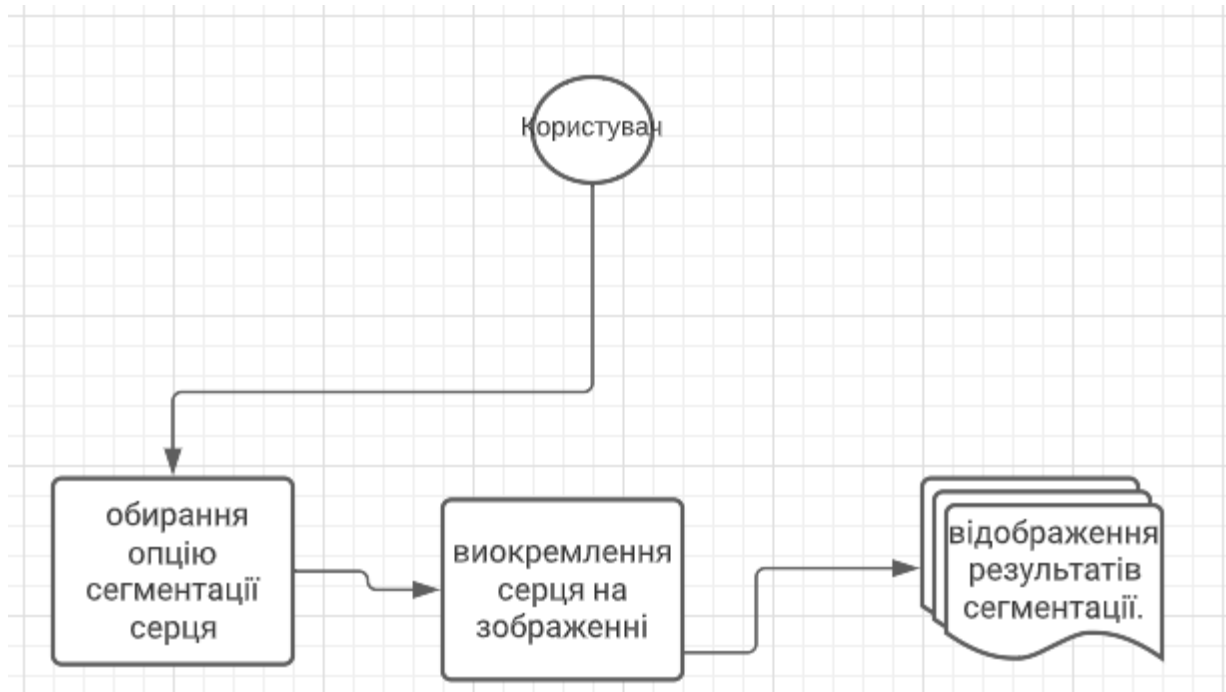 Користувач
обирання
опцію
сегментації
серця
виокремлення
серця на
зображенні
відображення
результатів
сегментації.